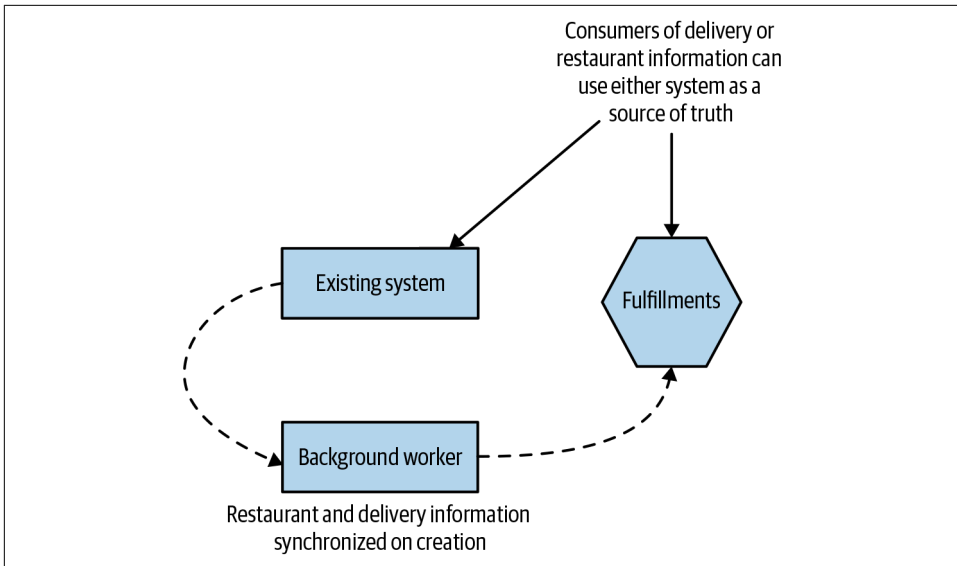 Consumers of delivery or
restaurant information can
use either system as a
source of truth
Existing system
Fulfillments
Background worker
Restaurant and delivery information
synchronized on creation